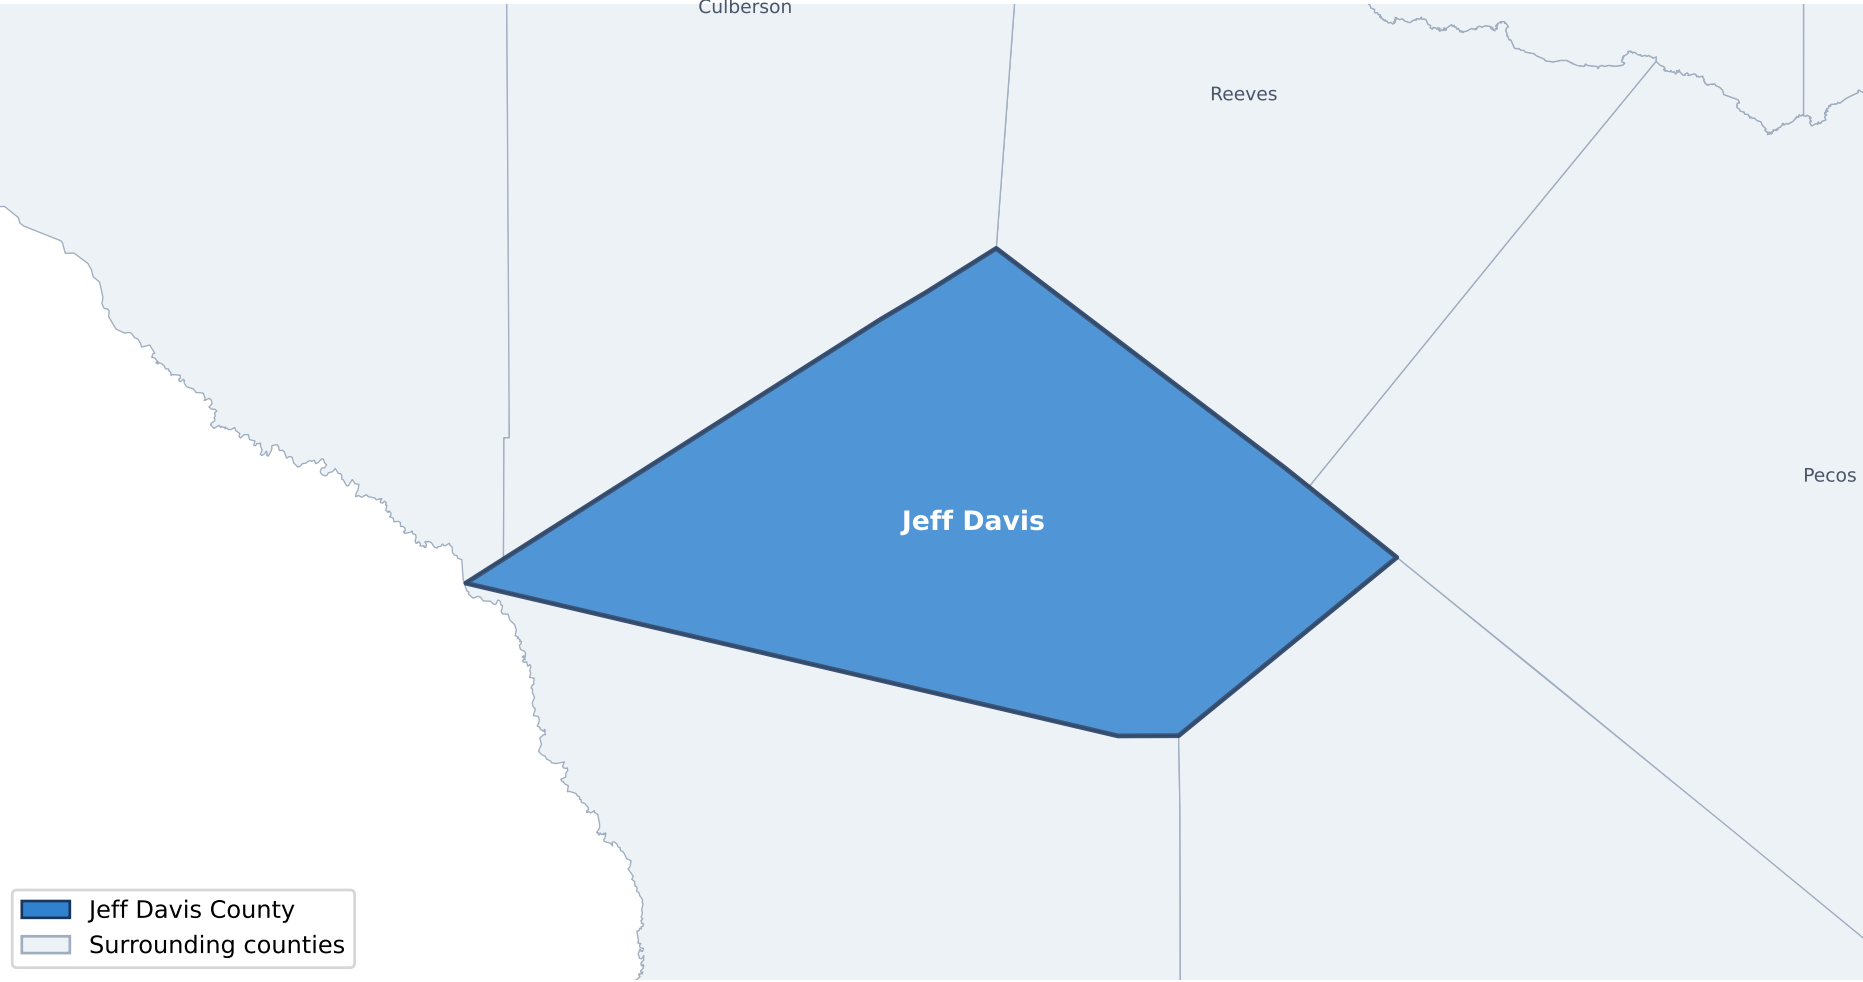 Culberson
Reeves
Pecos
Jeff Davis
Jeff Davis County
Surrounding counties